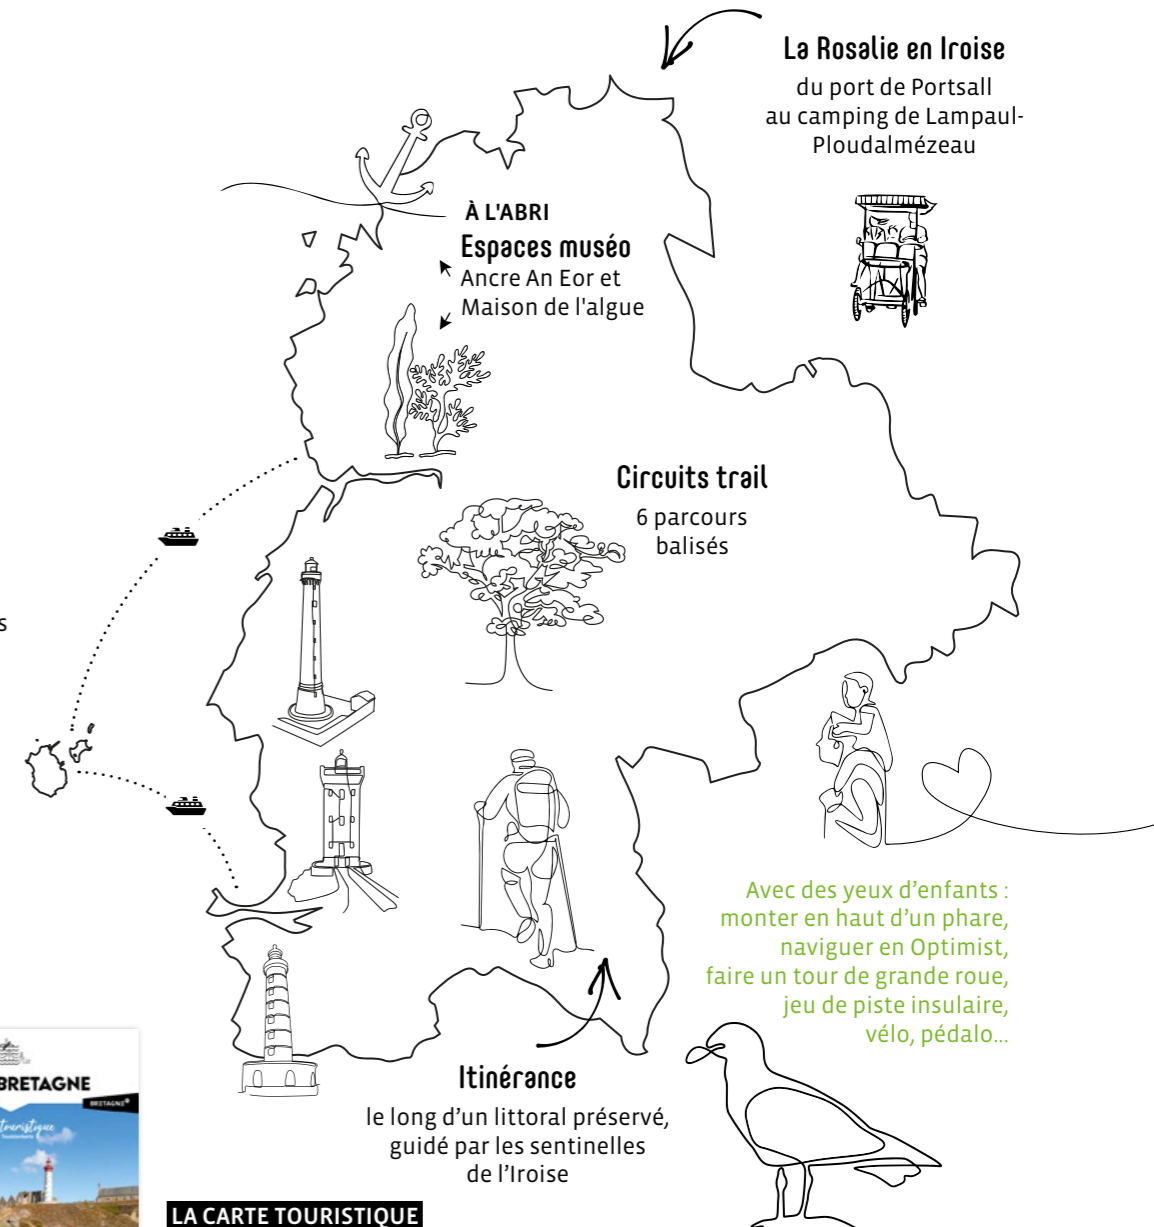 La Rosalie en Iroise
du port de Portsall
au camping de Lampaul-
Ploudalmézeau
À L'ABRI
Espaces muséo
Ancre An Eor et
Maison de l'algue
Circuits trail
6 parcours
balisés
s
Avec des yeux d'enfants :
monter en haut d'un phare,
naviguer en Optimist,
faire un tour de grande roue,
jeu de piste insulaire,
vélo, pédalo...
Itinérance
le long d'un littoral préservé,
guidé par les sentinelles
de l'Iroise
BRETAGNE
BRETAGNE
touristique
LA CARTE TOURISTIQUE